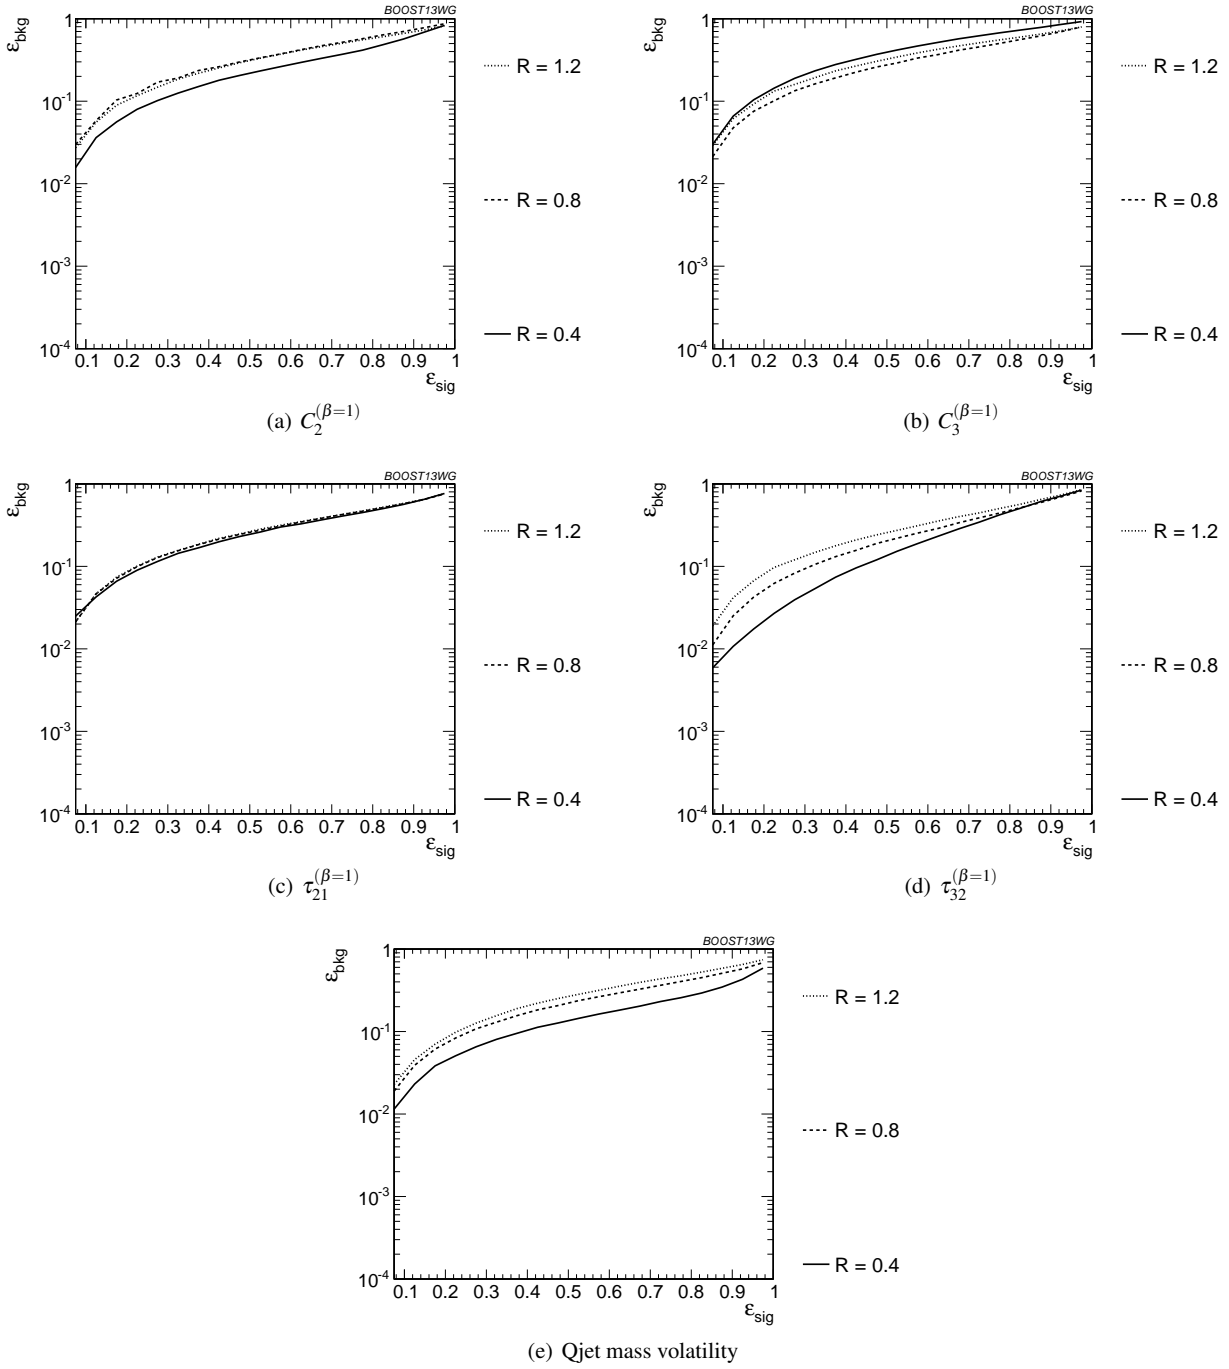 BOOST13WG
ε_bkg
1
10^-1
10^-2
10^-3
10^-4
0.1 0.2 0.3 0.4 0.5 0.6 0.7 0.8 0.9 1
ε_sig
R = 1.2
R = 0.8
R = 0.4
(a) C_2^(β=1)
BOOST13WG
ε_bkg
1
10^-1
10^-2
10^-3
10^-4
0.1 0.2 0.3 0.4 0.5 0.6 0.7 0.8 0.9 1
ε_sig
R = 1.2
R = 0.8
R = 0.4
(b) C_3^(β=1)
BOOST13WG
ε_bkg
1
10^-1
10^-2
10^-3
10^-4
0.1 0.2 0.3 0.4 0.5 0.6 0.7 0.8 0.9 1
ε_sig
R = 1.2
R = 0.8
R = 0.4
(c) τ_21^(β=1)
BOOST13WG
ε_bkg
1
10^-1
10^-2
10^-3
10^-4
0.1 0.2 0.3 0.4 0.5 0.6 0.7 0.8 0.9 1
ε_sig
R = 1.2
R = 0.8
R = 0.4
(d) τ_32^(β=1)
BOOST13WG
ε_bkg
1
10^-1
10^-2
10^-3
10^-4
0.1 0.2 0.3 0.4 0.5 0.6 0.7 0.8 0.9 1
ε_sig
R = 1.2
R = 0.8
R = 0.4
(e) Qjet mass volatility